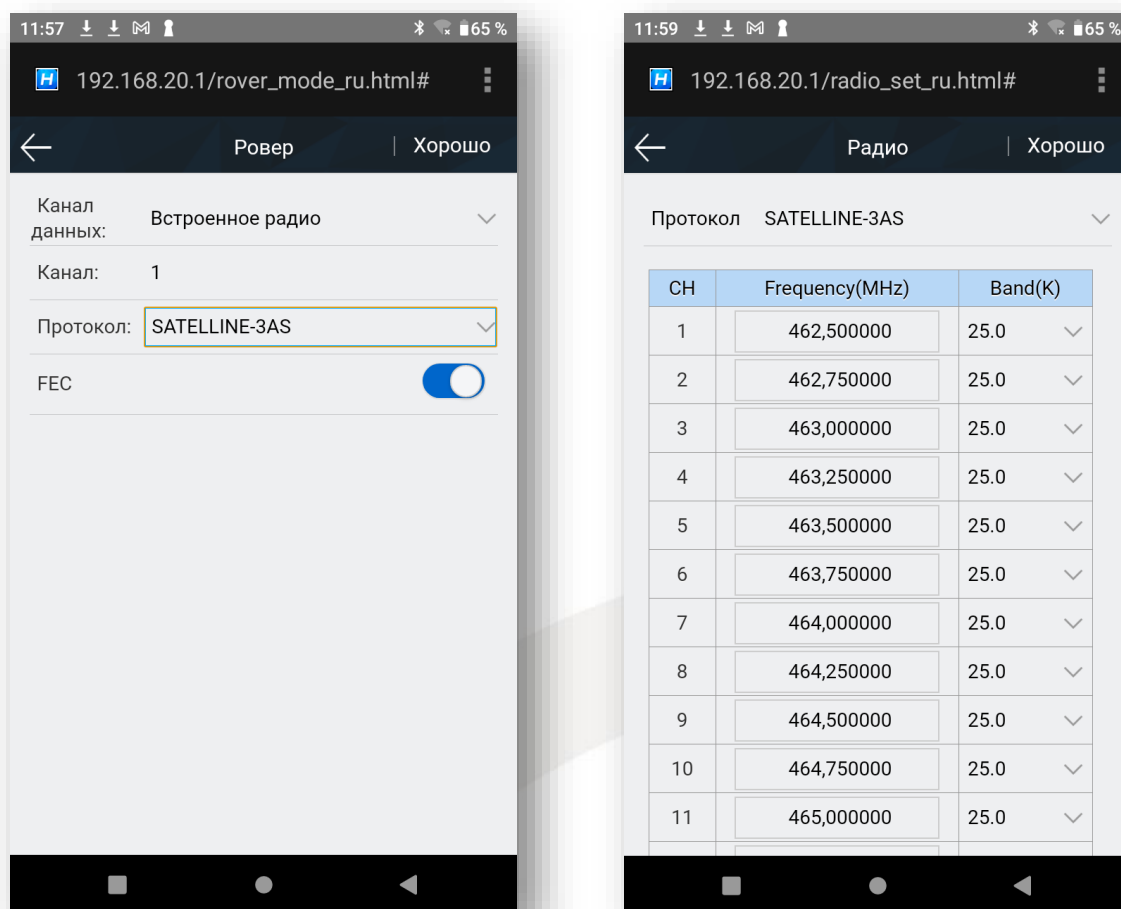 11:57 65 %
H 192.168.20.1/rover_mode_ru.html#
Ровер | Хорошо
Канал данных: Встроенное радио
Канал: 1
Протокол: SATELLINE-3AS
FEC
11:59 65 %
H 192.168.20.1/radio_set_ru.html#
Радио | Хорошо
Протокол SATELLINE-3AS
CH Frequency(MHz) Band(K)
1 462,500000 25.0
2 462,750000 25.0
3 463,000000 25.0
4 463,250000 25.0
5 463,500000 25.0
6 463,750000 25.0
7 464,000000 25.0
8 464,250000 25.0
9 464,500000 25.0
10 464,750000 25.0
11 465,000000 25.0